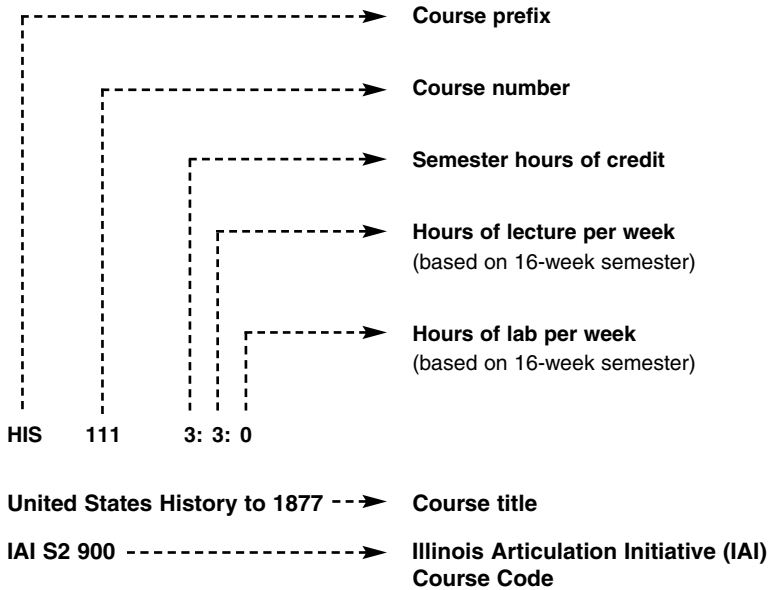 Course prefix
Course number
Semester hours of credit
Hours of lecture per week
(based on 16-week semester)
Hours of lab per week
(based on 16-week semester)
HIS 111 3: 3: 0
United States History to 1877 Course title
IAI S2 900 Illinois Articulation Initiative (IAI)
Course Code